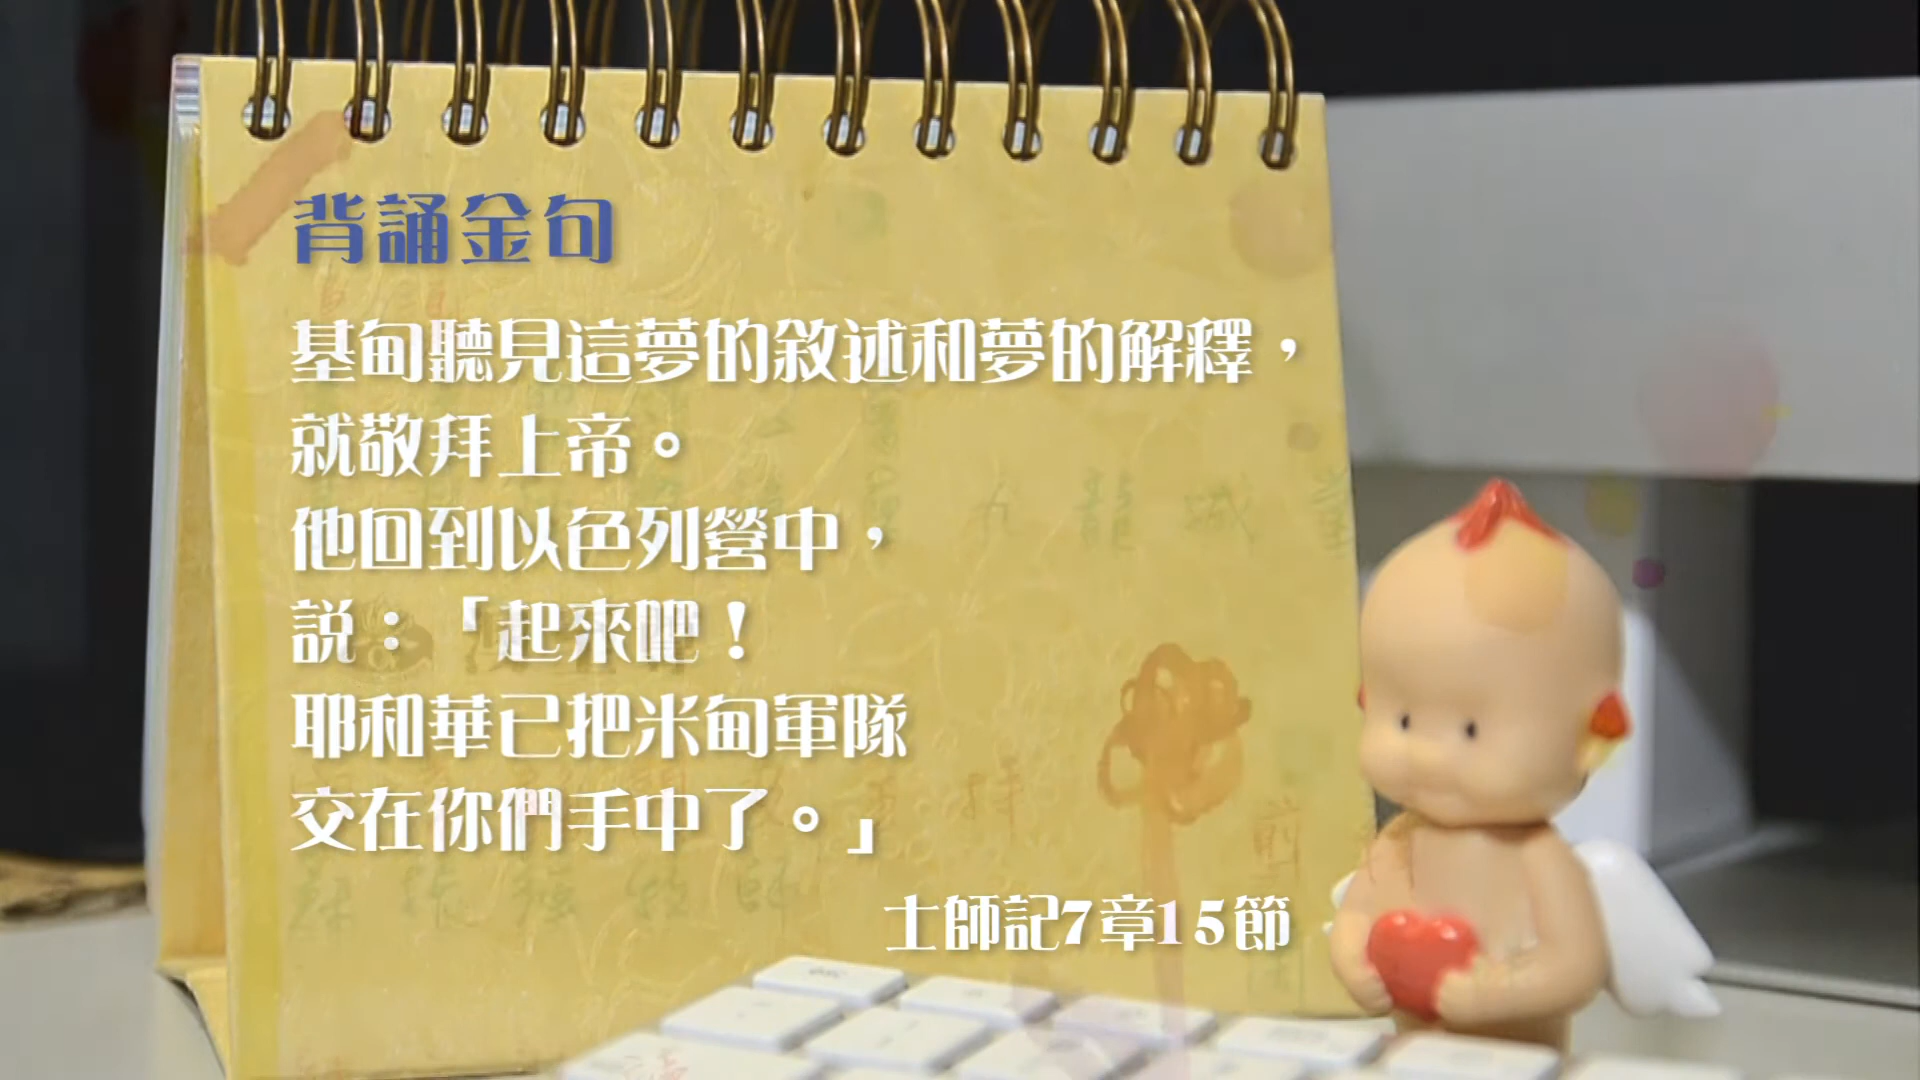 背誦金句
基甸聽見這夢的敘述和夢的解釋，
就敬拜上帝。
他回到以色列營中，
説：「起來吧！
耶和華已把米甸軍隊
交在你們手中了。」
士師記7章15節